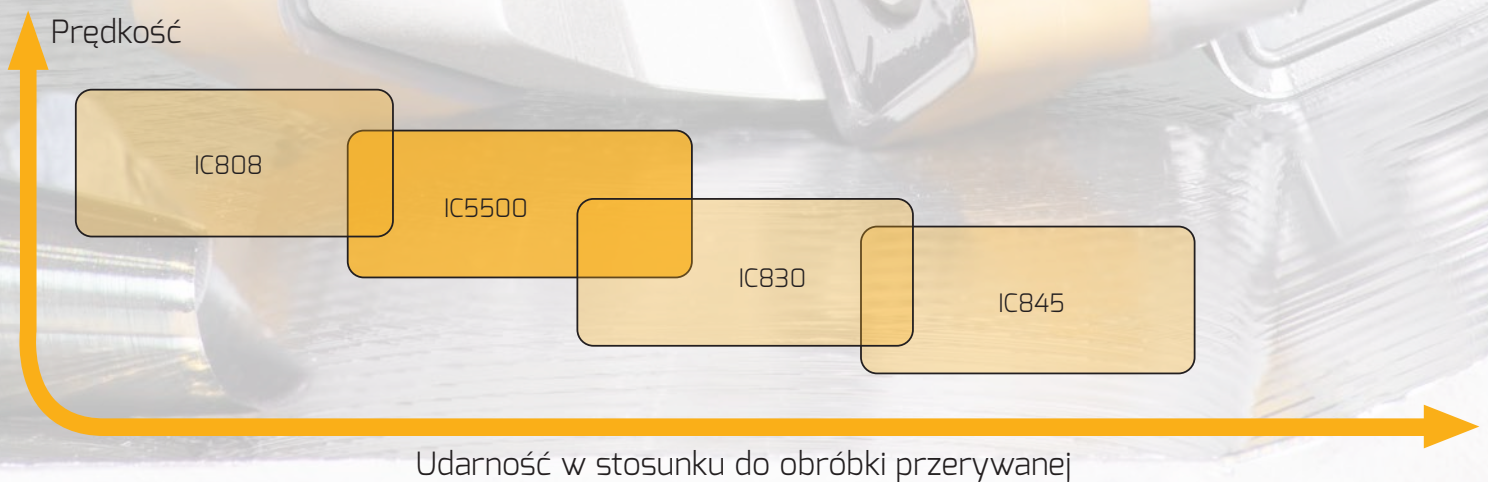 Prędkość
IC808
IC5500
IC830
IC845
Udarność w stosunku do obróbki przerywanej